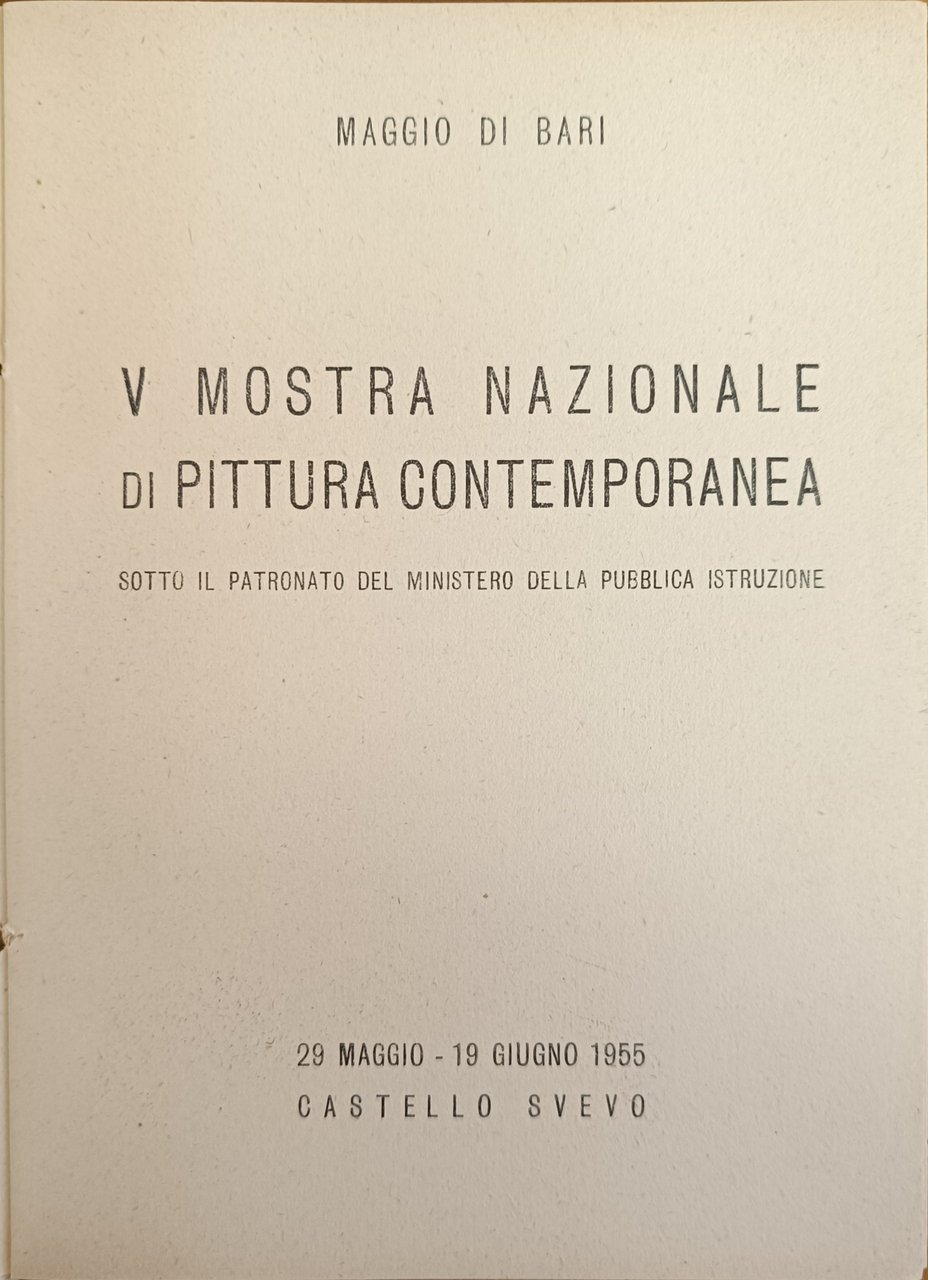 MAGGIO DI BARI
V MOSTRA NAZIONALE
DI PITTURA CONTEMPORANEA
SOTTO IL PATRONATO DEL MINISTERO DELLA PUBBLICA ISTRUZIONE
29 MAGGIO - 19 GIUGNO 1955
CASTELLO SVEVO